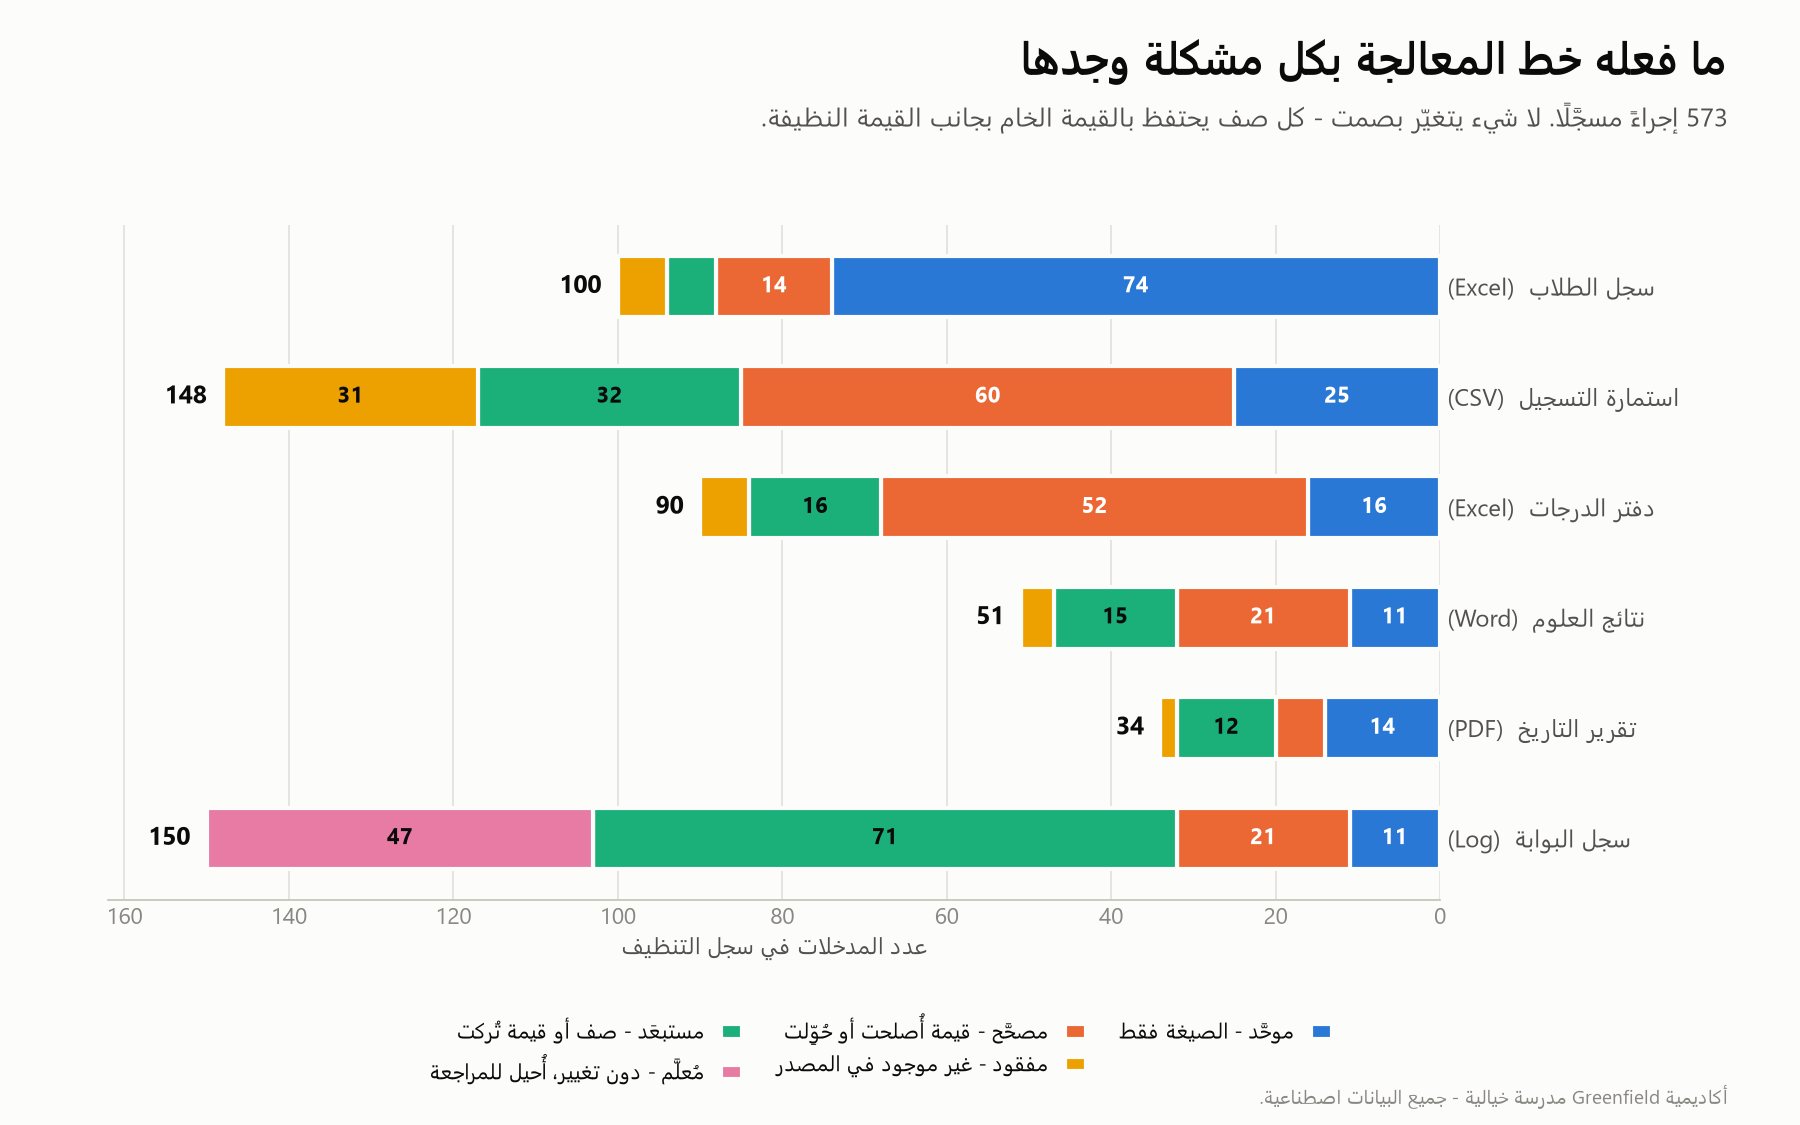 ما فعله خط المعالجة بكل مشكلة وجدها
573 إجراءً مسجَّلًا. لا شيء يتغيّر بصمت - كل صف يحتفظ بالقيمة الخام بجانب القيمة النظيفة.
سجل الطلاب (Excel) 74 14 100
استمارة التسجيل (CSV) 25 60 32 31 148
دفتر الدرجات (Excel) 16 52 16 90
نتائج العلوم (Word) 11 21 15 51
تقرير التاريخ (PDF) 14 12 34
سجل البوابة (Log) 11 21 71 47 150
0 20 40 60 80 100 120 140 160
عدد المدخلات في سجل التنظيف
موحَّد - الصيغة فقط
مصحَّح - قيمة أُصلحت أو حُوِّلت
مستبعَد - صف أو قيمة تُركت
مفقود - غير موجود في المصدر
مُعلَّم - دون تغيير، أُحيل للمراجعة
أكاديمية Greenfield مدرسة خيالية - جميع البيانات اصطناعية.